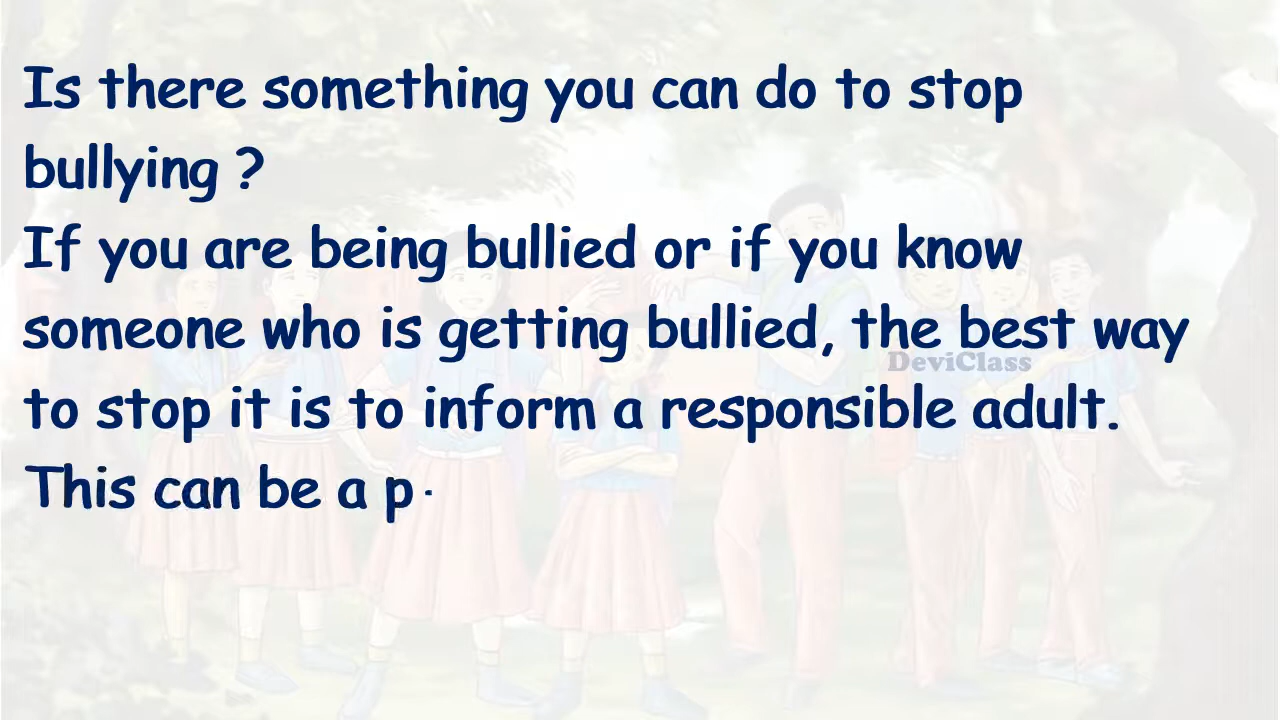 Is there something you can do to stop
bullying ?
If you are being bullied or if you know
someone who is getting bullied, the best way
DeviClass
to stop it is to inform a responsible adult.
This can be a p